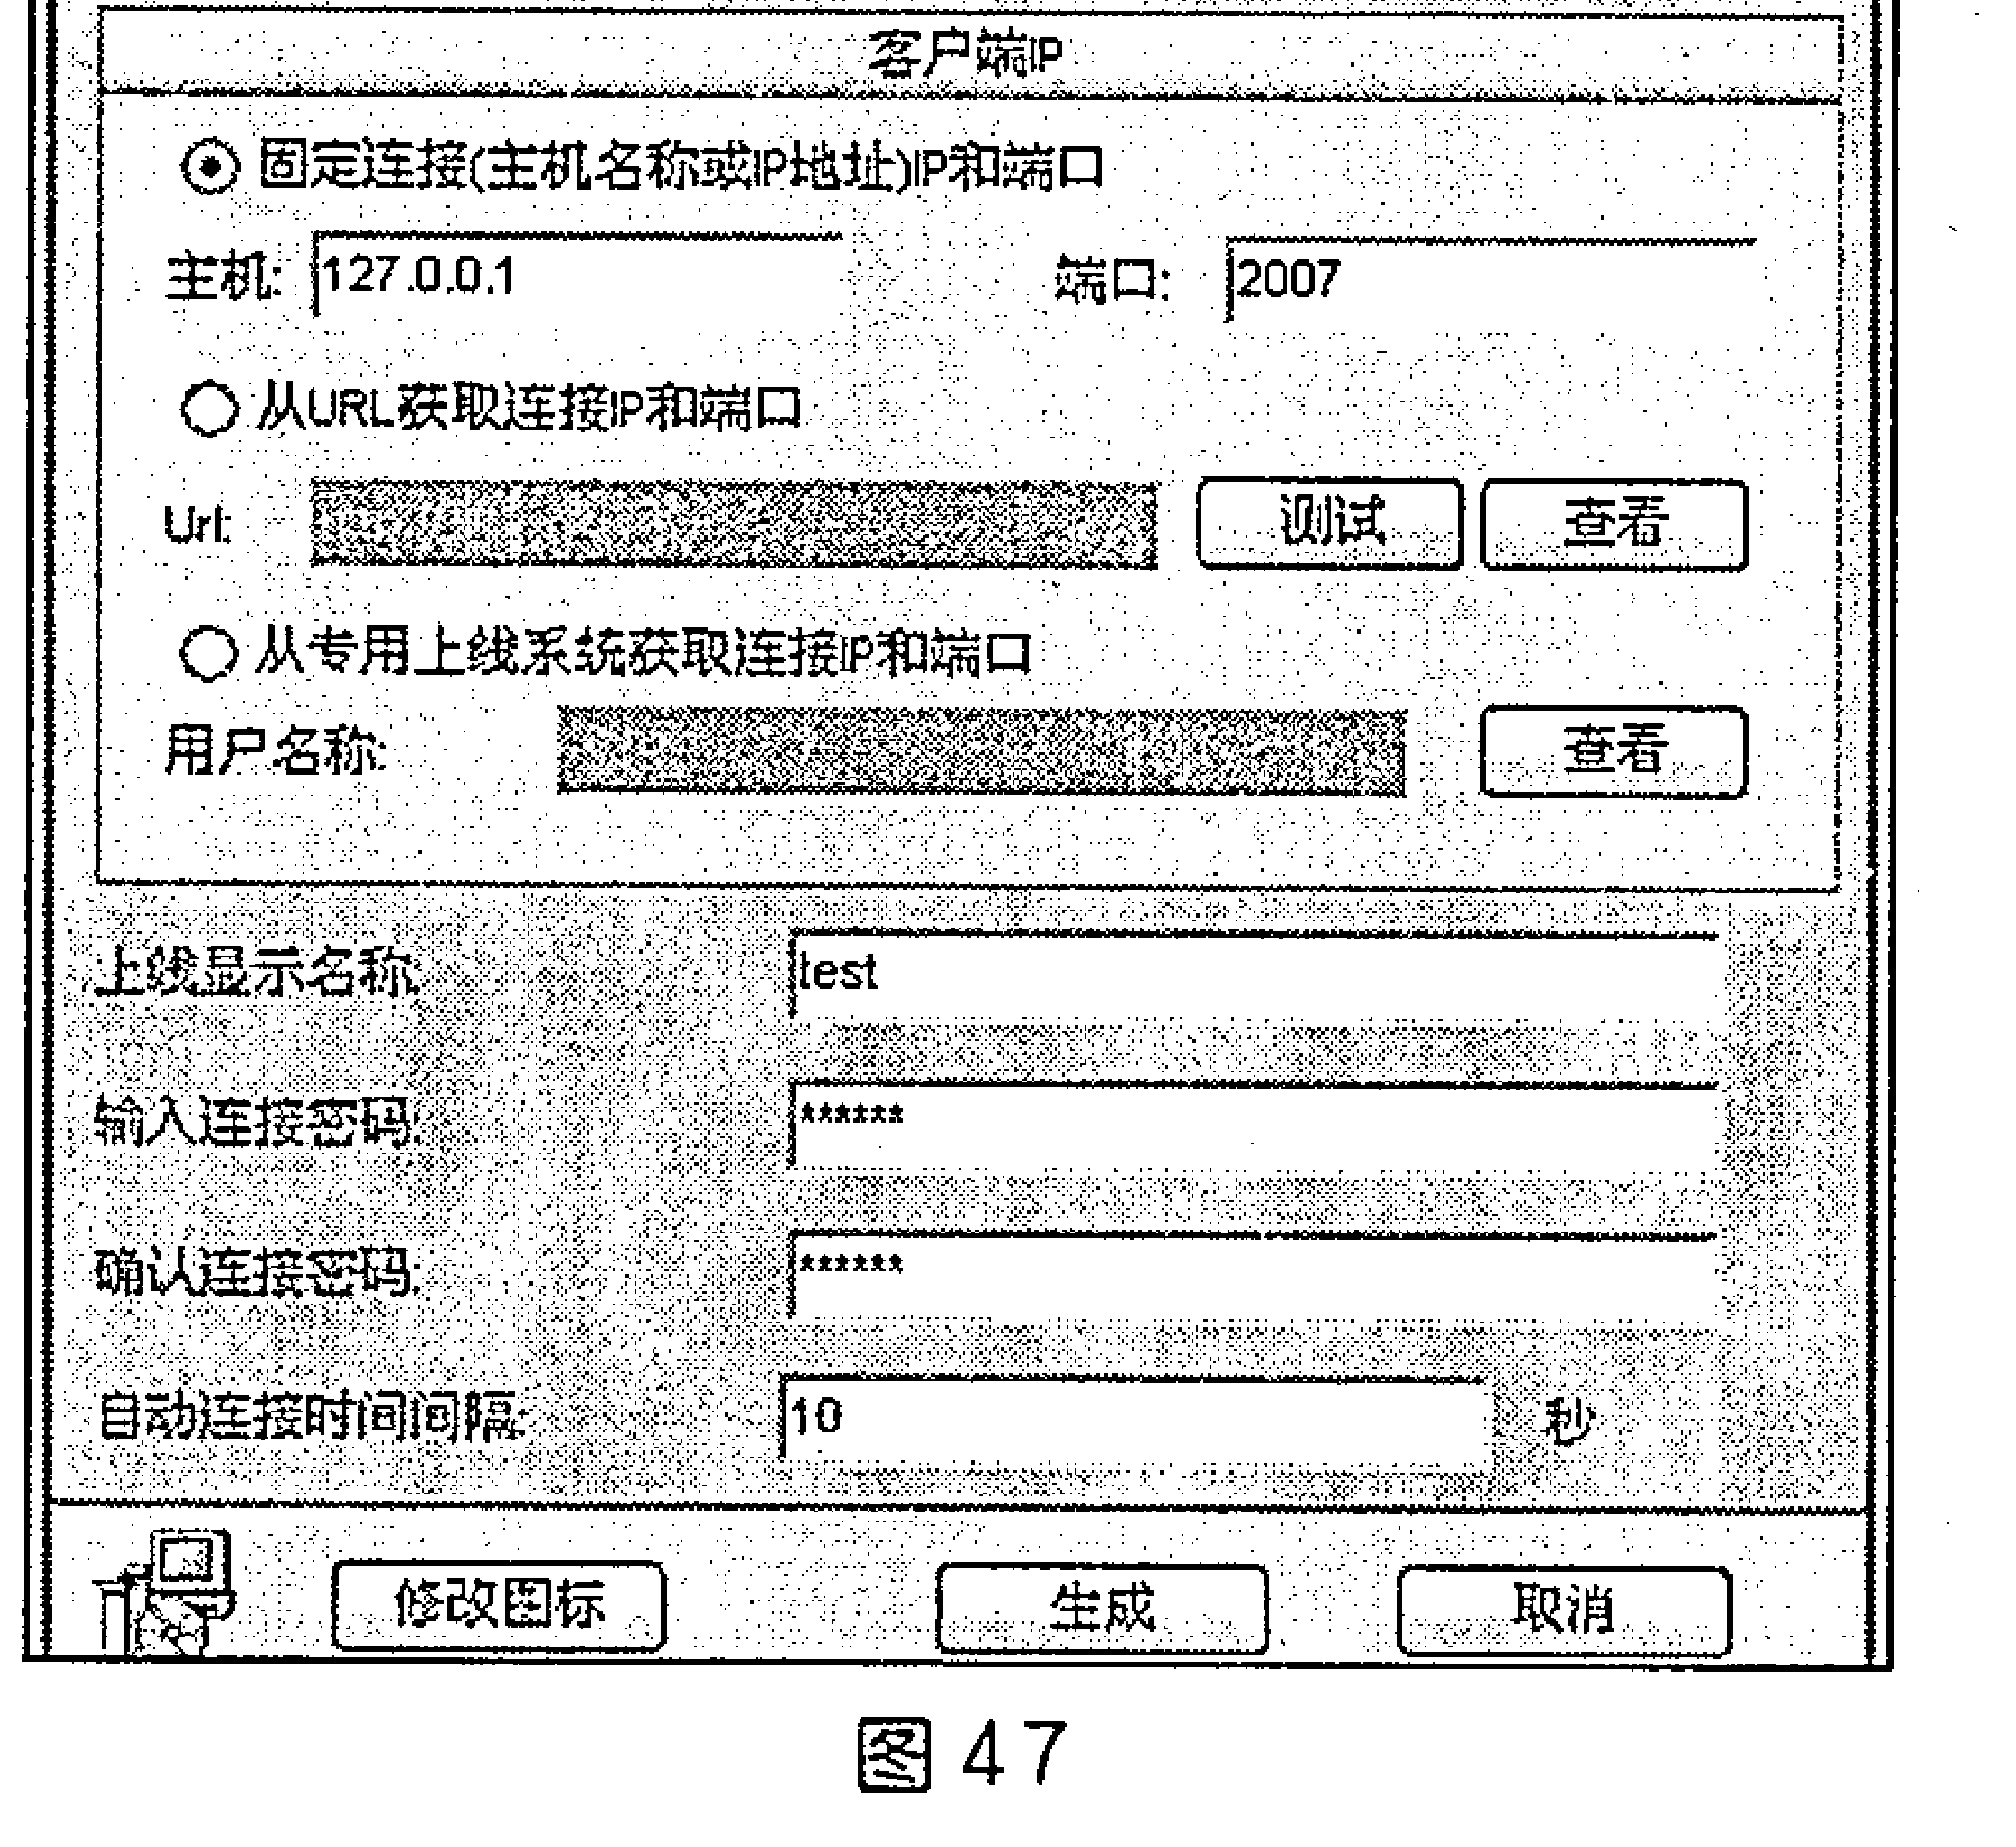 客户端IP
固定连接(主机名称或IP地址)IP和端口
主机: 127.0.0.1 端口: 2007
从URL获取连接IP和端口
Url: 测试 查看
从专用上线系统获取连接IP和端口
用户名称: 查看
上线显示名称: test
输入连接密码: ******
确认连接密码: ******
自动连接时间间隔: 10 秒
修改图标 生成 取消
图47